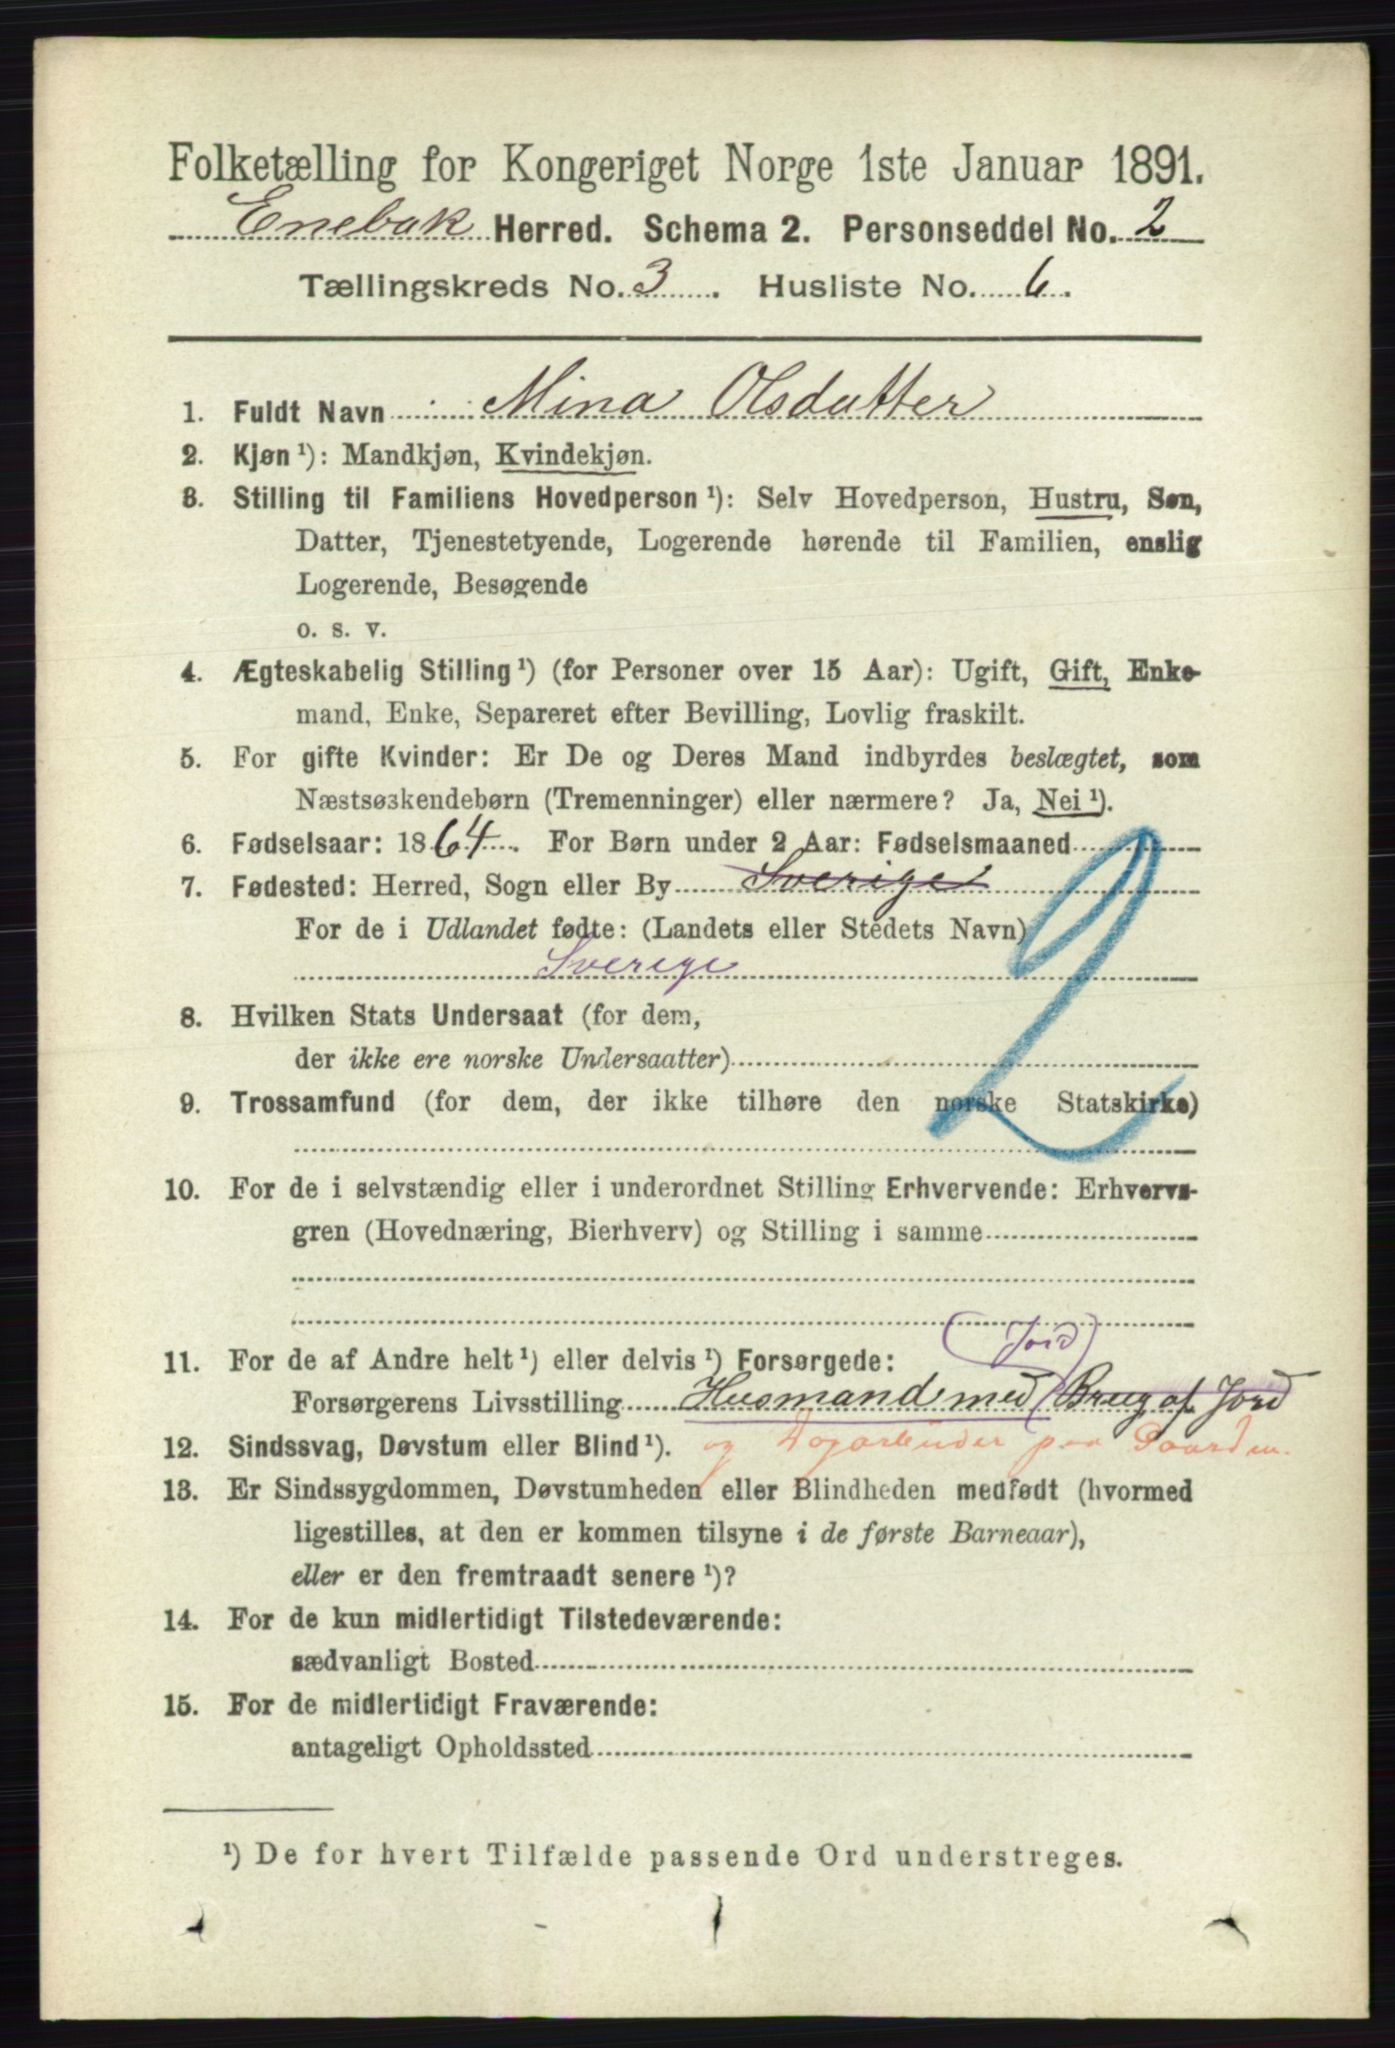 Folketælling for Kongeriget Norge 1ste Januar 1891.
Enebak Herred. Schema 2. Personseddel No. 2
Tællingskreds No. 3. Husliste No. 6.
1. Fuldt Navn Mina Olsdatter
2. Kjøn ¹): Mandkjøn, Kvindekjøn.
3. Stilling til Familiens Hovedperson ¹): Selv Hovedperson, Hustru, Søn,
Datter, Tjenestetyende, Logerende hørende til Familien, enslig
Logerende, Besøgende
o. s. v.
4. Ægteskabelig Stilling ¹) (for Personer over 15 Aar): Ugift, Gift, Enke-
mand, Enke, Separeret efter Bevilling, Lovlig fraskilt.
5. For gifte Kvinder: Er De og Deres Mand indbyrdes beslægtet, som
Næstsøskendebørn (Tremenninger) eller nærmere? Ja, Nei ¹).
6. Fødselsaar: 1864. For Børn under 2 Aar: Fødselsmaaned
7. Fødested: Herred, Sogn eller By Sverige
For de i Udlandet fødte: (Landets eller Stedets Navn)
Sverige
2
8. Hvilken Stats Undersaat (for dem,
der ikke ere norske Undersaatter)
9. Trossamfund (for dem, der ikke tilhøre den norske Statskirke)
10. For de i selvstændig eller i underordnet Stilling Erhvervende: Erhvervs-
gren (Hovednæring, Bierhverv) og Stilling i samme
(Jord)
11. For de af Andre helt ¹) eller delvis ¹) Forsørgede:
Forsørgerens Livsstilling Husmand med (Brug af Jord
12. Sindssvag, Døvstum eller Blind ¹). og Dagarbeider paa Gaarden.
13. Er Sindssygdommen, Døvstumheden eller Blindheden medfødt (hvormed
ligestilles, at den er kommen tilsyne i de første Barneaar),
eller er den fremtraadt senere ¹)?
14. For de kun midlertidigt Tilstedeværende:
sædvanligt Bosted
15. For de midlertidigt Fraværende:
antageligt Opholdssted
¹) De for hvert Tilfælde passende Ord understreges.